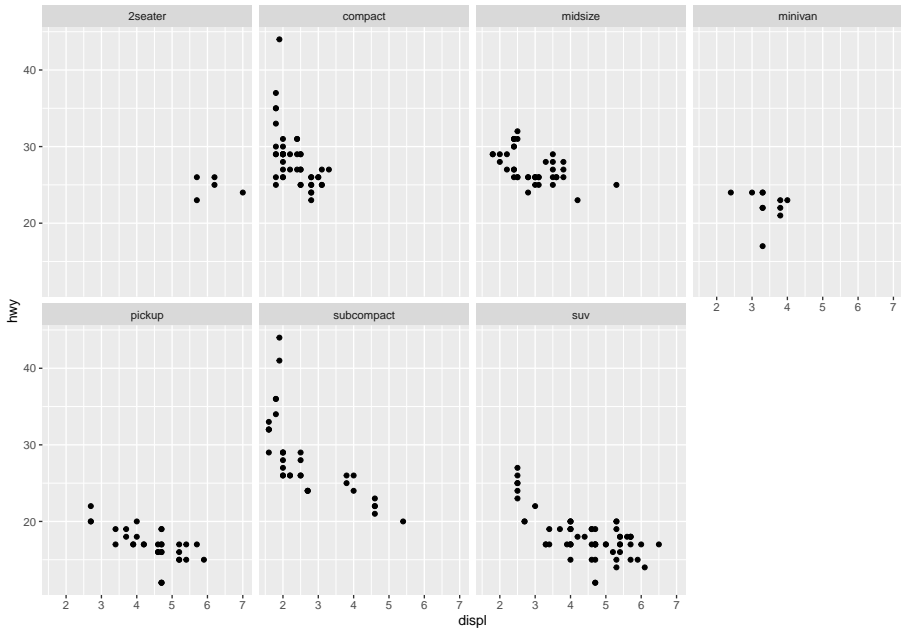 2seater compact midsize minivan
40
30
20
2 3 4 5 6 7
hwy
pickup subcompact suv
40
30
20
2 3 4 5 6 7 2 3 4 5 6 7 2 3 4 5 6 7
displ